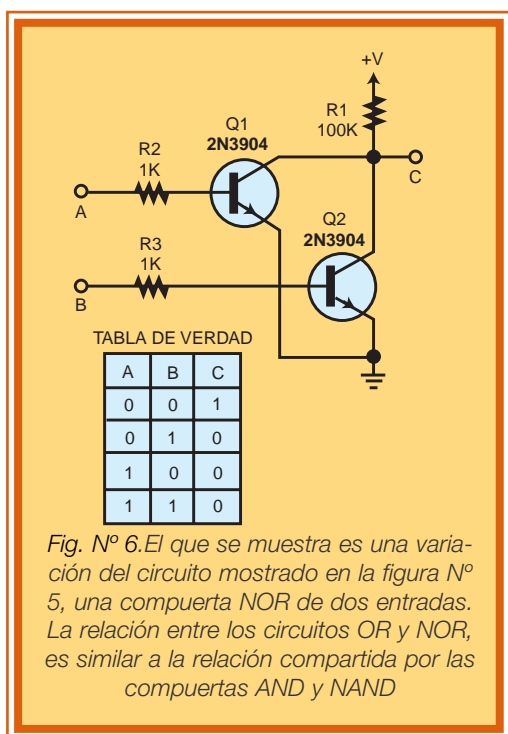 +V
R1
100K
Q1
2N3904
R2
1K
C
A
Q2
2N3904
R3
1K
B
TABLA DE VERDAD
A B C
0 0 1
0 1 0
1 0 0
1 1 0
Fig. Nº 6.El que se muestra es una varia-
ción del circuito mostrado en la figura Nº
5, una compuerta NOR de dos entradas.
La relación entre los circuitos OR y NOR,
es similar a la relación compartida por las
compuertas AND y NAND